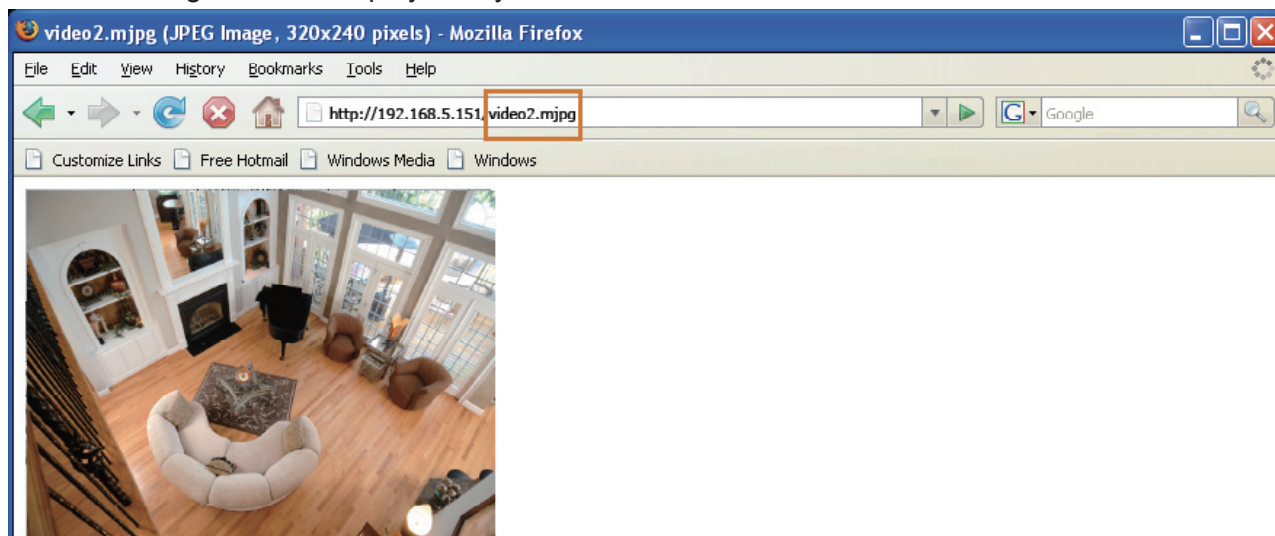 video2.mjpg (JPEG Image, 320x240 pixels) - Mozilla Firefox
File Edit View History Bookmarks Tools Help
http://192.168.5.151/video2.mjpg G Google
Customize Links Free Hotmail Windows Media Windows